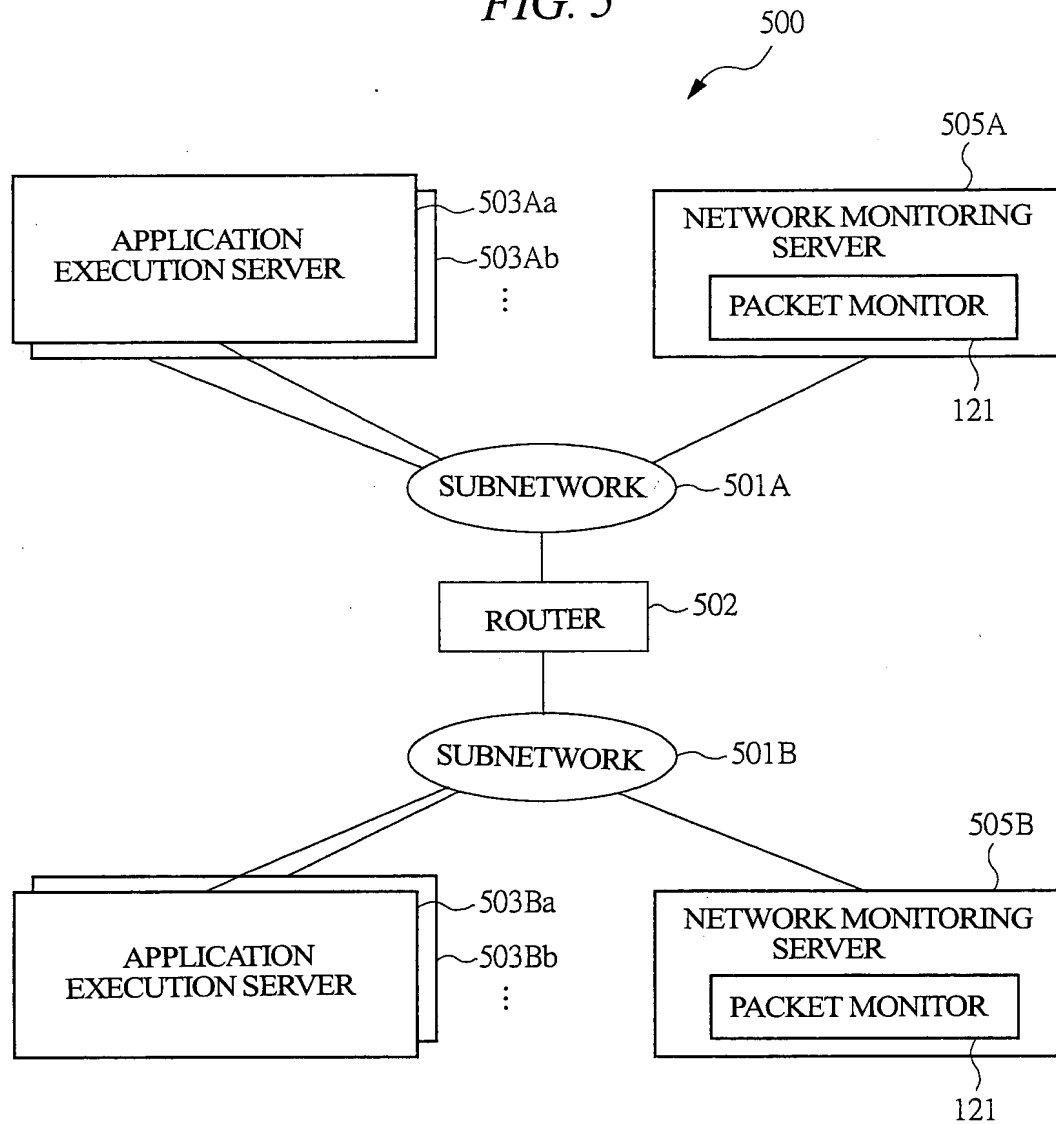 FIG. 5
500
505A
503Aa
503Ab
⋮
APPLICATION
EXECUTION SERVER
NETWORK MONITORING
SERVER
PACKET MONITOR
121
SUBNETWORK
501A
ROUTER
502
SUBNETWORK
501B
505B
503Ba
503Bb
⋮
APPLICATION
EXECUTION SERVER
NETWORK MONITORING
SERVER
PACKET MONITOR
121